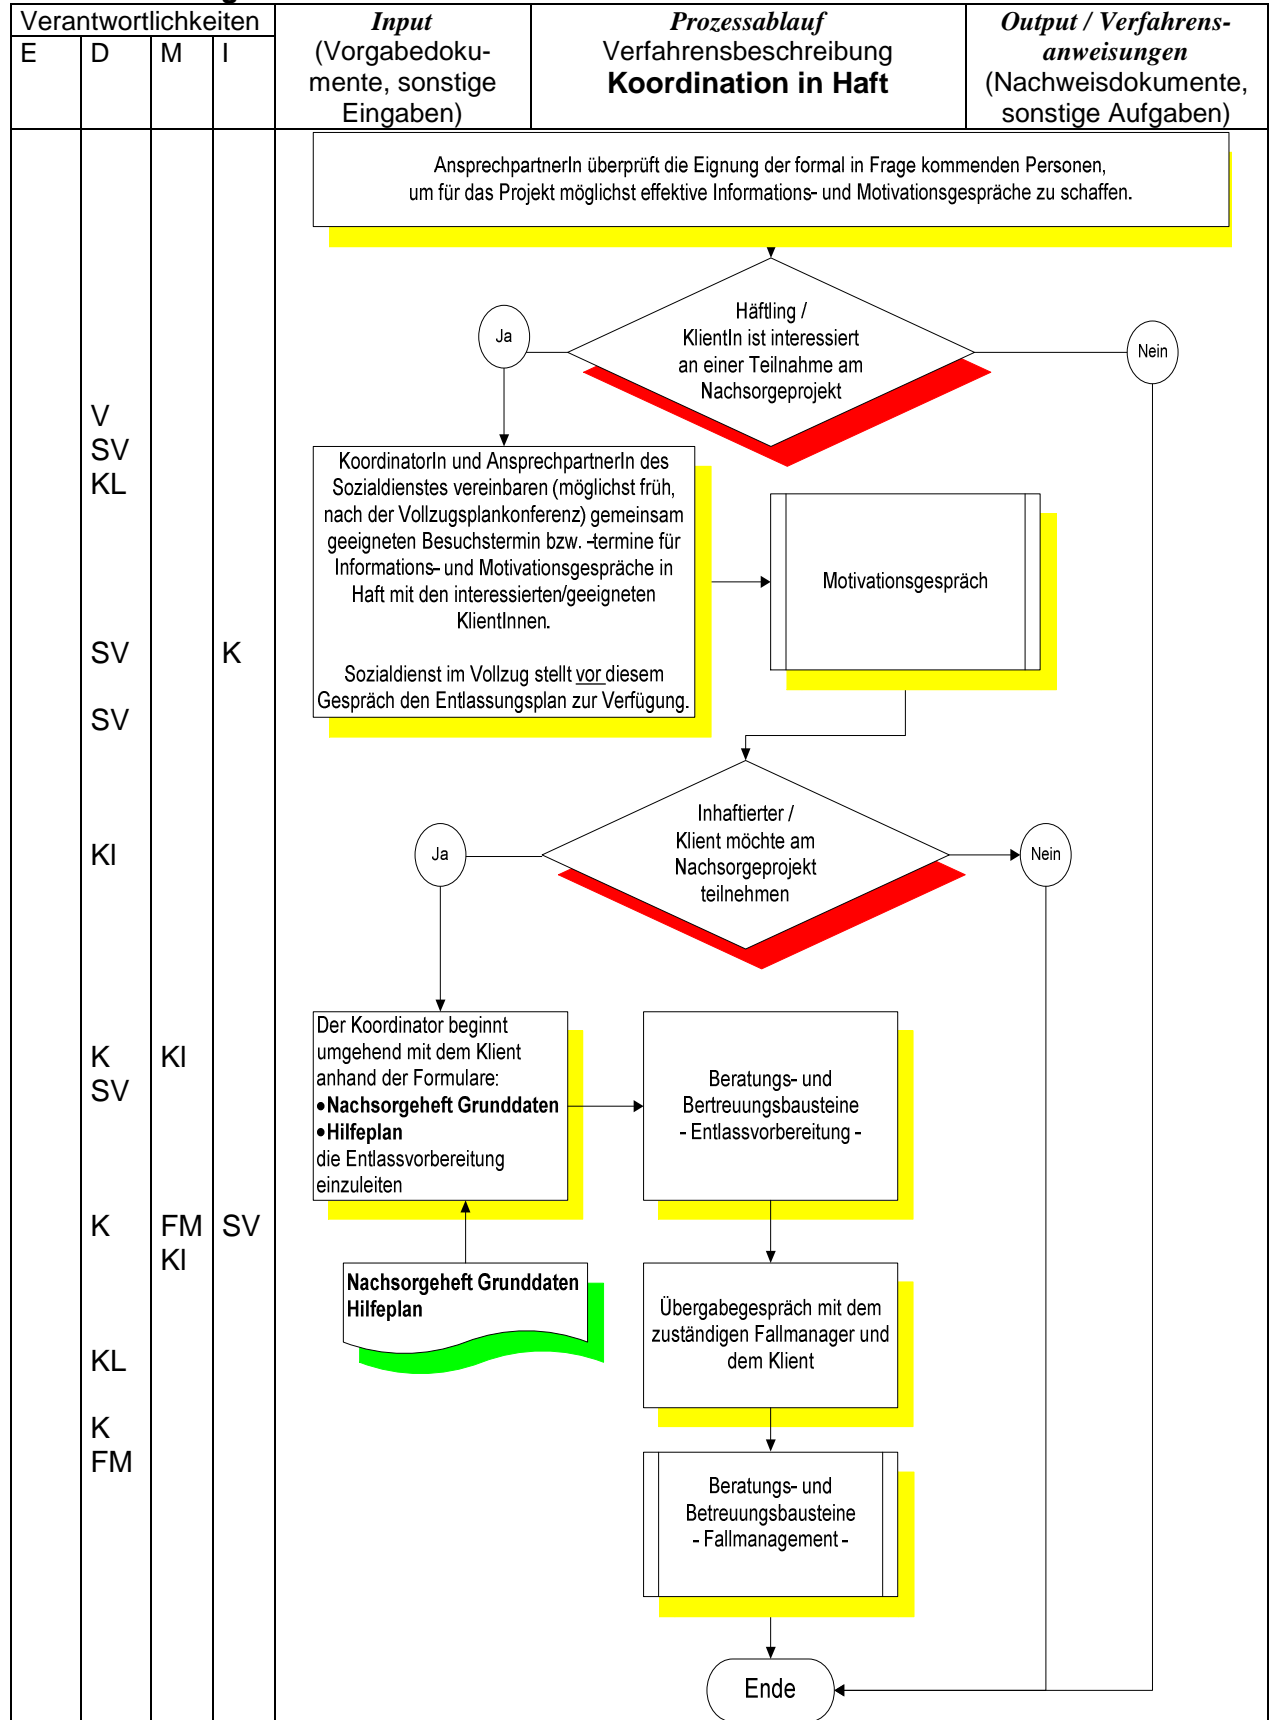 Verantwortlichkeiten
E D M I
Input
(Vorgabedoku-
mente, sonstige
Eingaben)
Prozessablauf
Verfahrensbeschreibung
Koordination in Haft
Output / Verfahrens-
anweisungen
(Nachweisdokumente,
sonstige Aufgaben)
AnsprechpartnerIn überprüft die Eignung der formal in Frage kommenden Personen,
um für das Projekt möglichst effektive Informations- und Motivationsgespräche zu schaffen.
Häftling /
KlientIn ist interessiert
an einer Teilnahme am
Nachsorgeprojekt
Ja
Nein
V
SV
KL
KoordinatorIn und AnsprechpartnerIn des
Sozialdienstes vereinbaren (möglichst früh,
nach der Vollzugsplankonferenz) gemeinsam
geeigneten Besuchstermin bzw. -termine für
Informations- und Motivationsgespräche in
Haft mit den interessierten/geeigneten
KlientInnen.
Sozialdienst im Vollzug stellt vor diesem
Gespräch den Entlassungsplan zur Verfügung.
Motivationsgespräch
SV K
SV
Inhaftierter /
Klient möchte am
Nachsorgeprojekt
teilnehmen
Ja
Nein
KI
Der Koordinator beginnt
umgehend mit dem Klient
anhand der Formulare:
•Nachsorgeheft Grunddaten
•Hilfeplan
die Entlassvorbereitung
einzuleiten
Beratungs- und
Bertreuungsbausteine
- Entlassvorbereitung -
K KI
SV
K FM SV
KI
Nachsorgeheft Grunddaten
Hilfeplan
Übergabegespräch mit dem
zuständigen Fallmanager und
dem Klient
KL
K
FM
Beratungs- und
Betreuungsbausteine
- Fallmanagement -
Ende